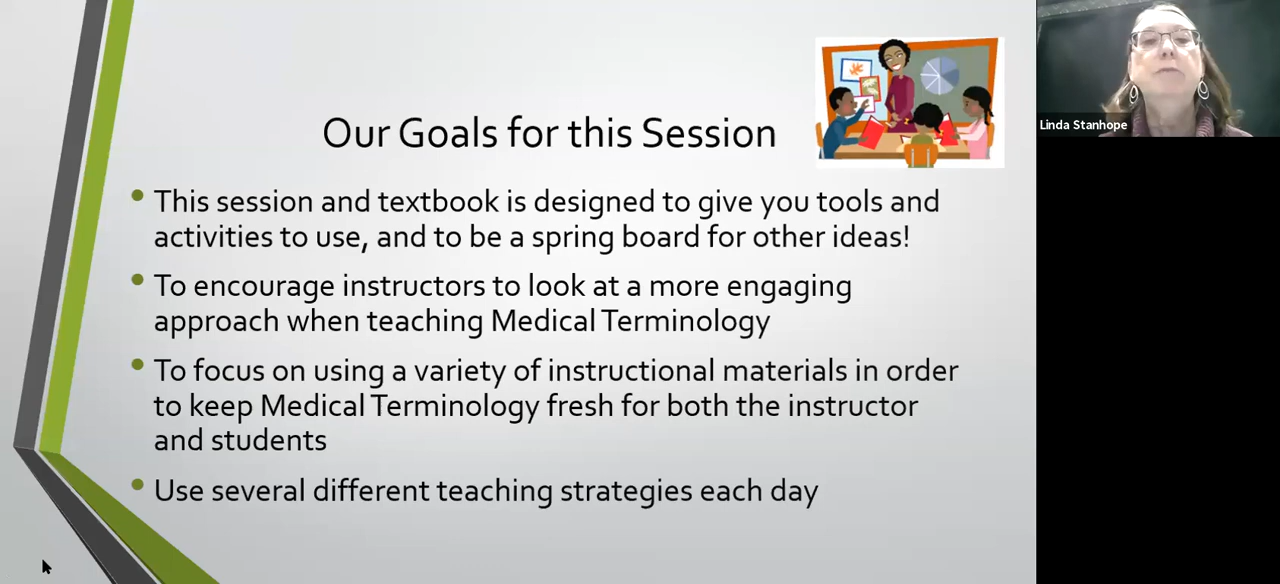 Our Goals for this Session
This session and textbook is designed to give you tools and
activities to use, and to be a spring board for other ideas!
To encourage instructors to look at a more engaging
approach when teaching Medical Terminology
To focus on using a variety of instructional materials in order
to keep Medical Terminology fresh for both the instructor
and students
Use several different teaching strategies each day
Linda Stanhope